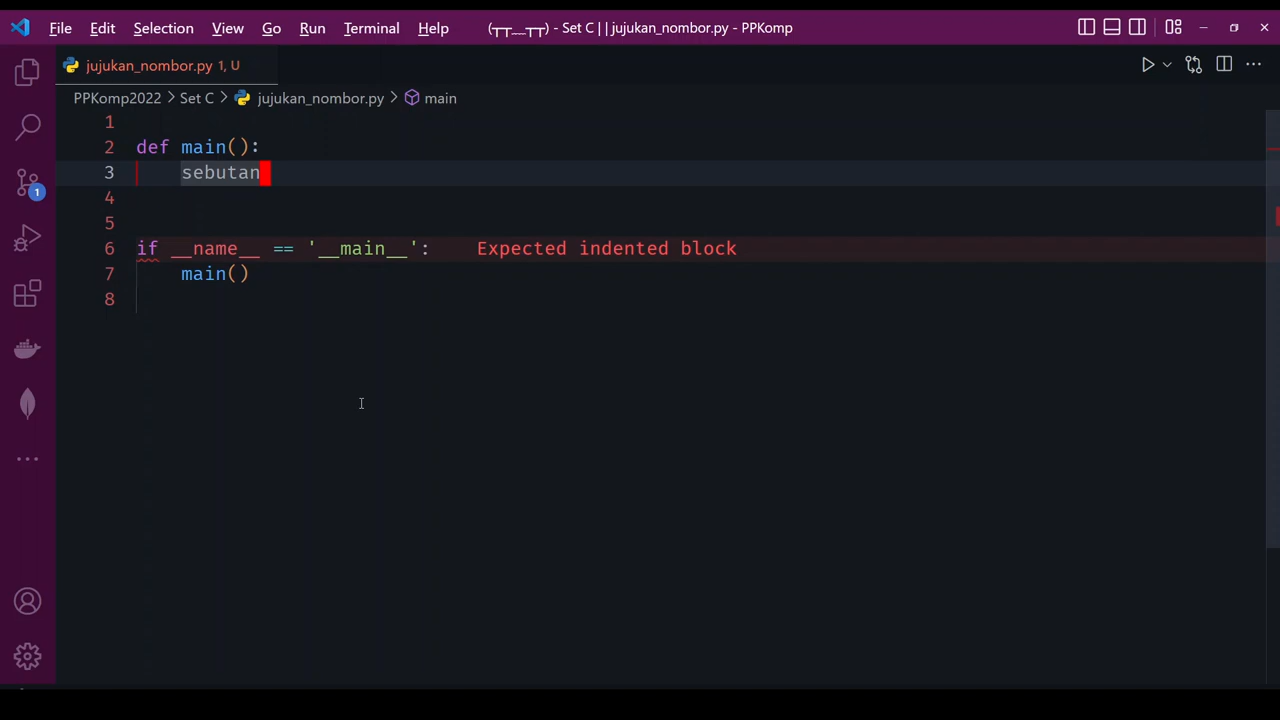 File Edit Selection View Go Run Terminal Help (┬┬﹏┬┬) - Set C | | jujukan_nombor.py - PPKomp
jujukan_nombor.py 1, U
PPKomp2022 > Set C > jujukan_nombor.py > main
1
2 def main():
3 sebutan
4
5
6 if __name__ == '__main__': Expected indented block
7 main()
8
1